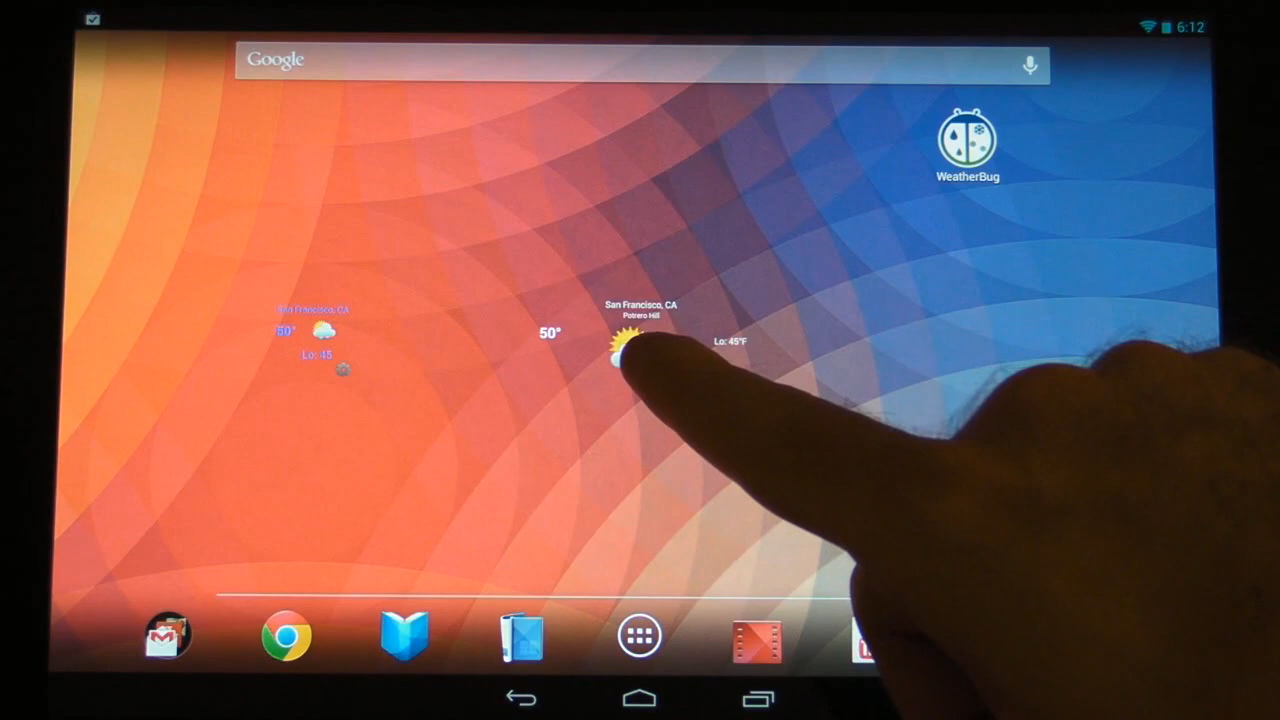 6:12
Google
WeatherBug
San Francisco, CA
50°
Lo: 45
San Francisco, CA
Potrero Hill
50°
Lo: 45°F